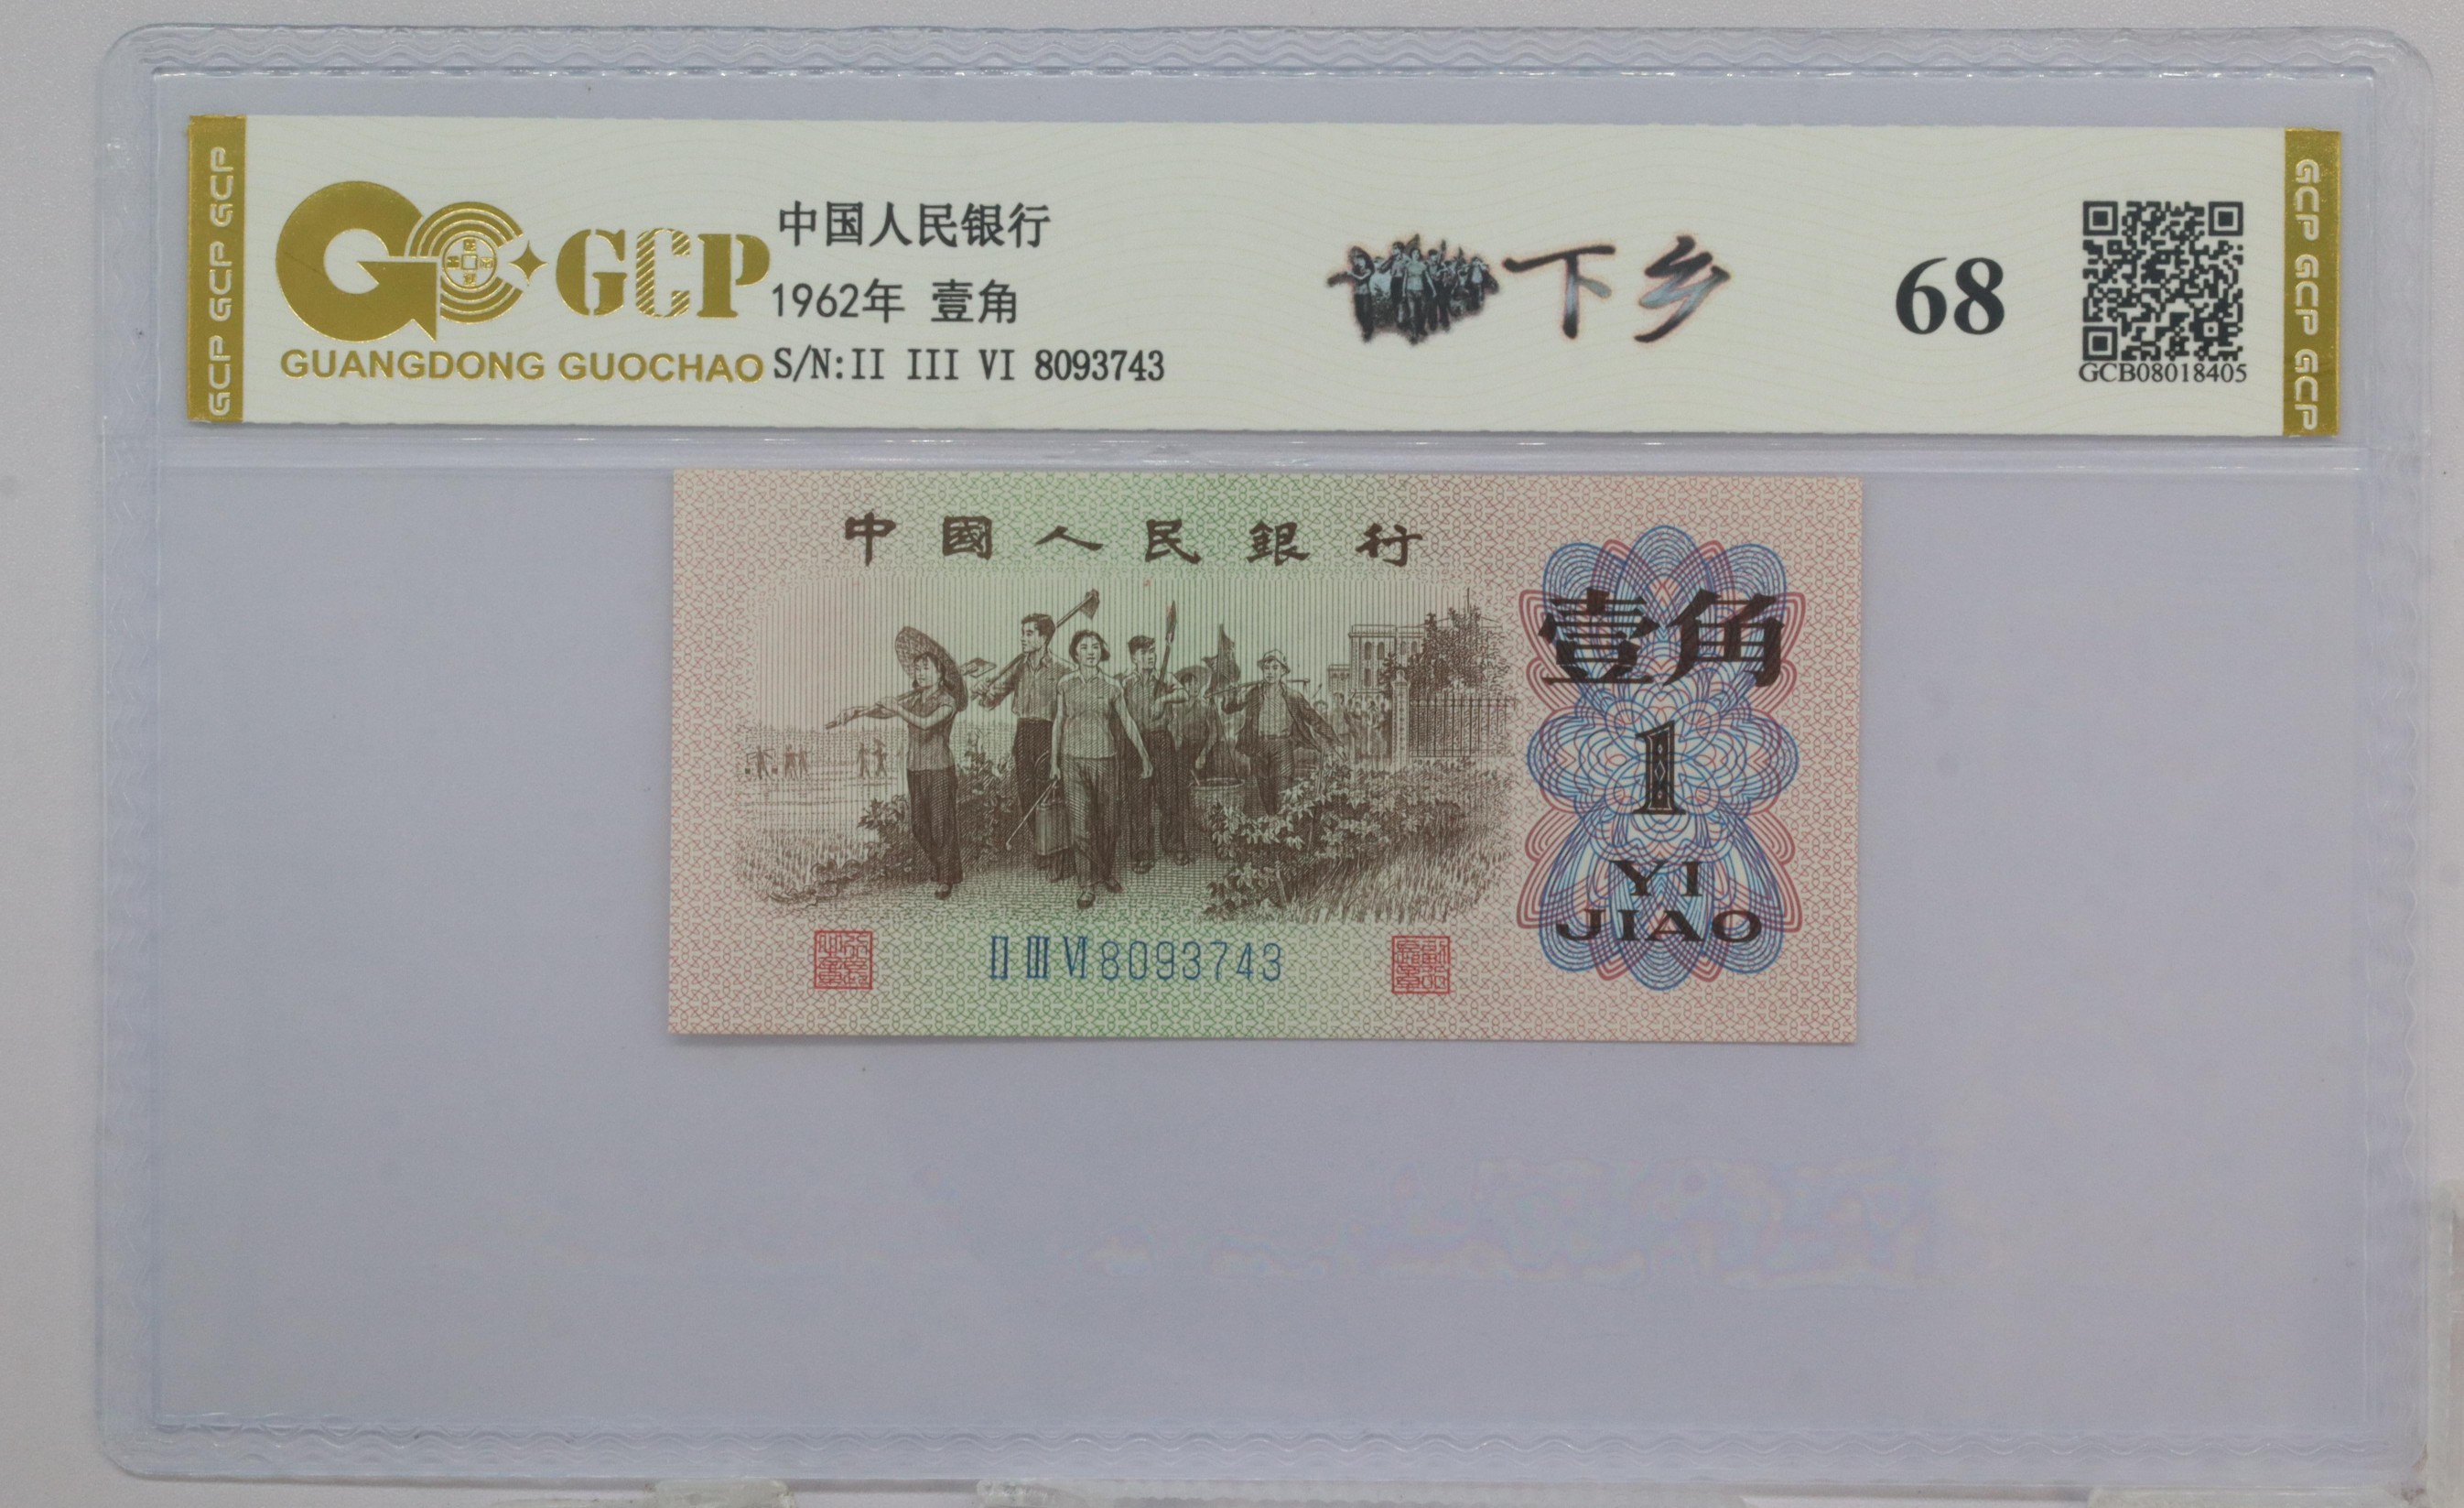 GCP GCP GCP
GCP
GUANGDONG GUOCHAO
中国人民银行
1962年 壹角
S/N:II III VI 8093743
下乡
68
GCB08018405
GCP GCP GCP
中國人民銀行
壹角
1
YI
JIAO
II III VI 8093743